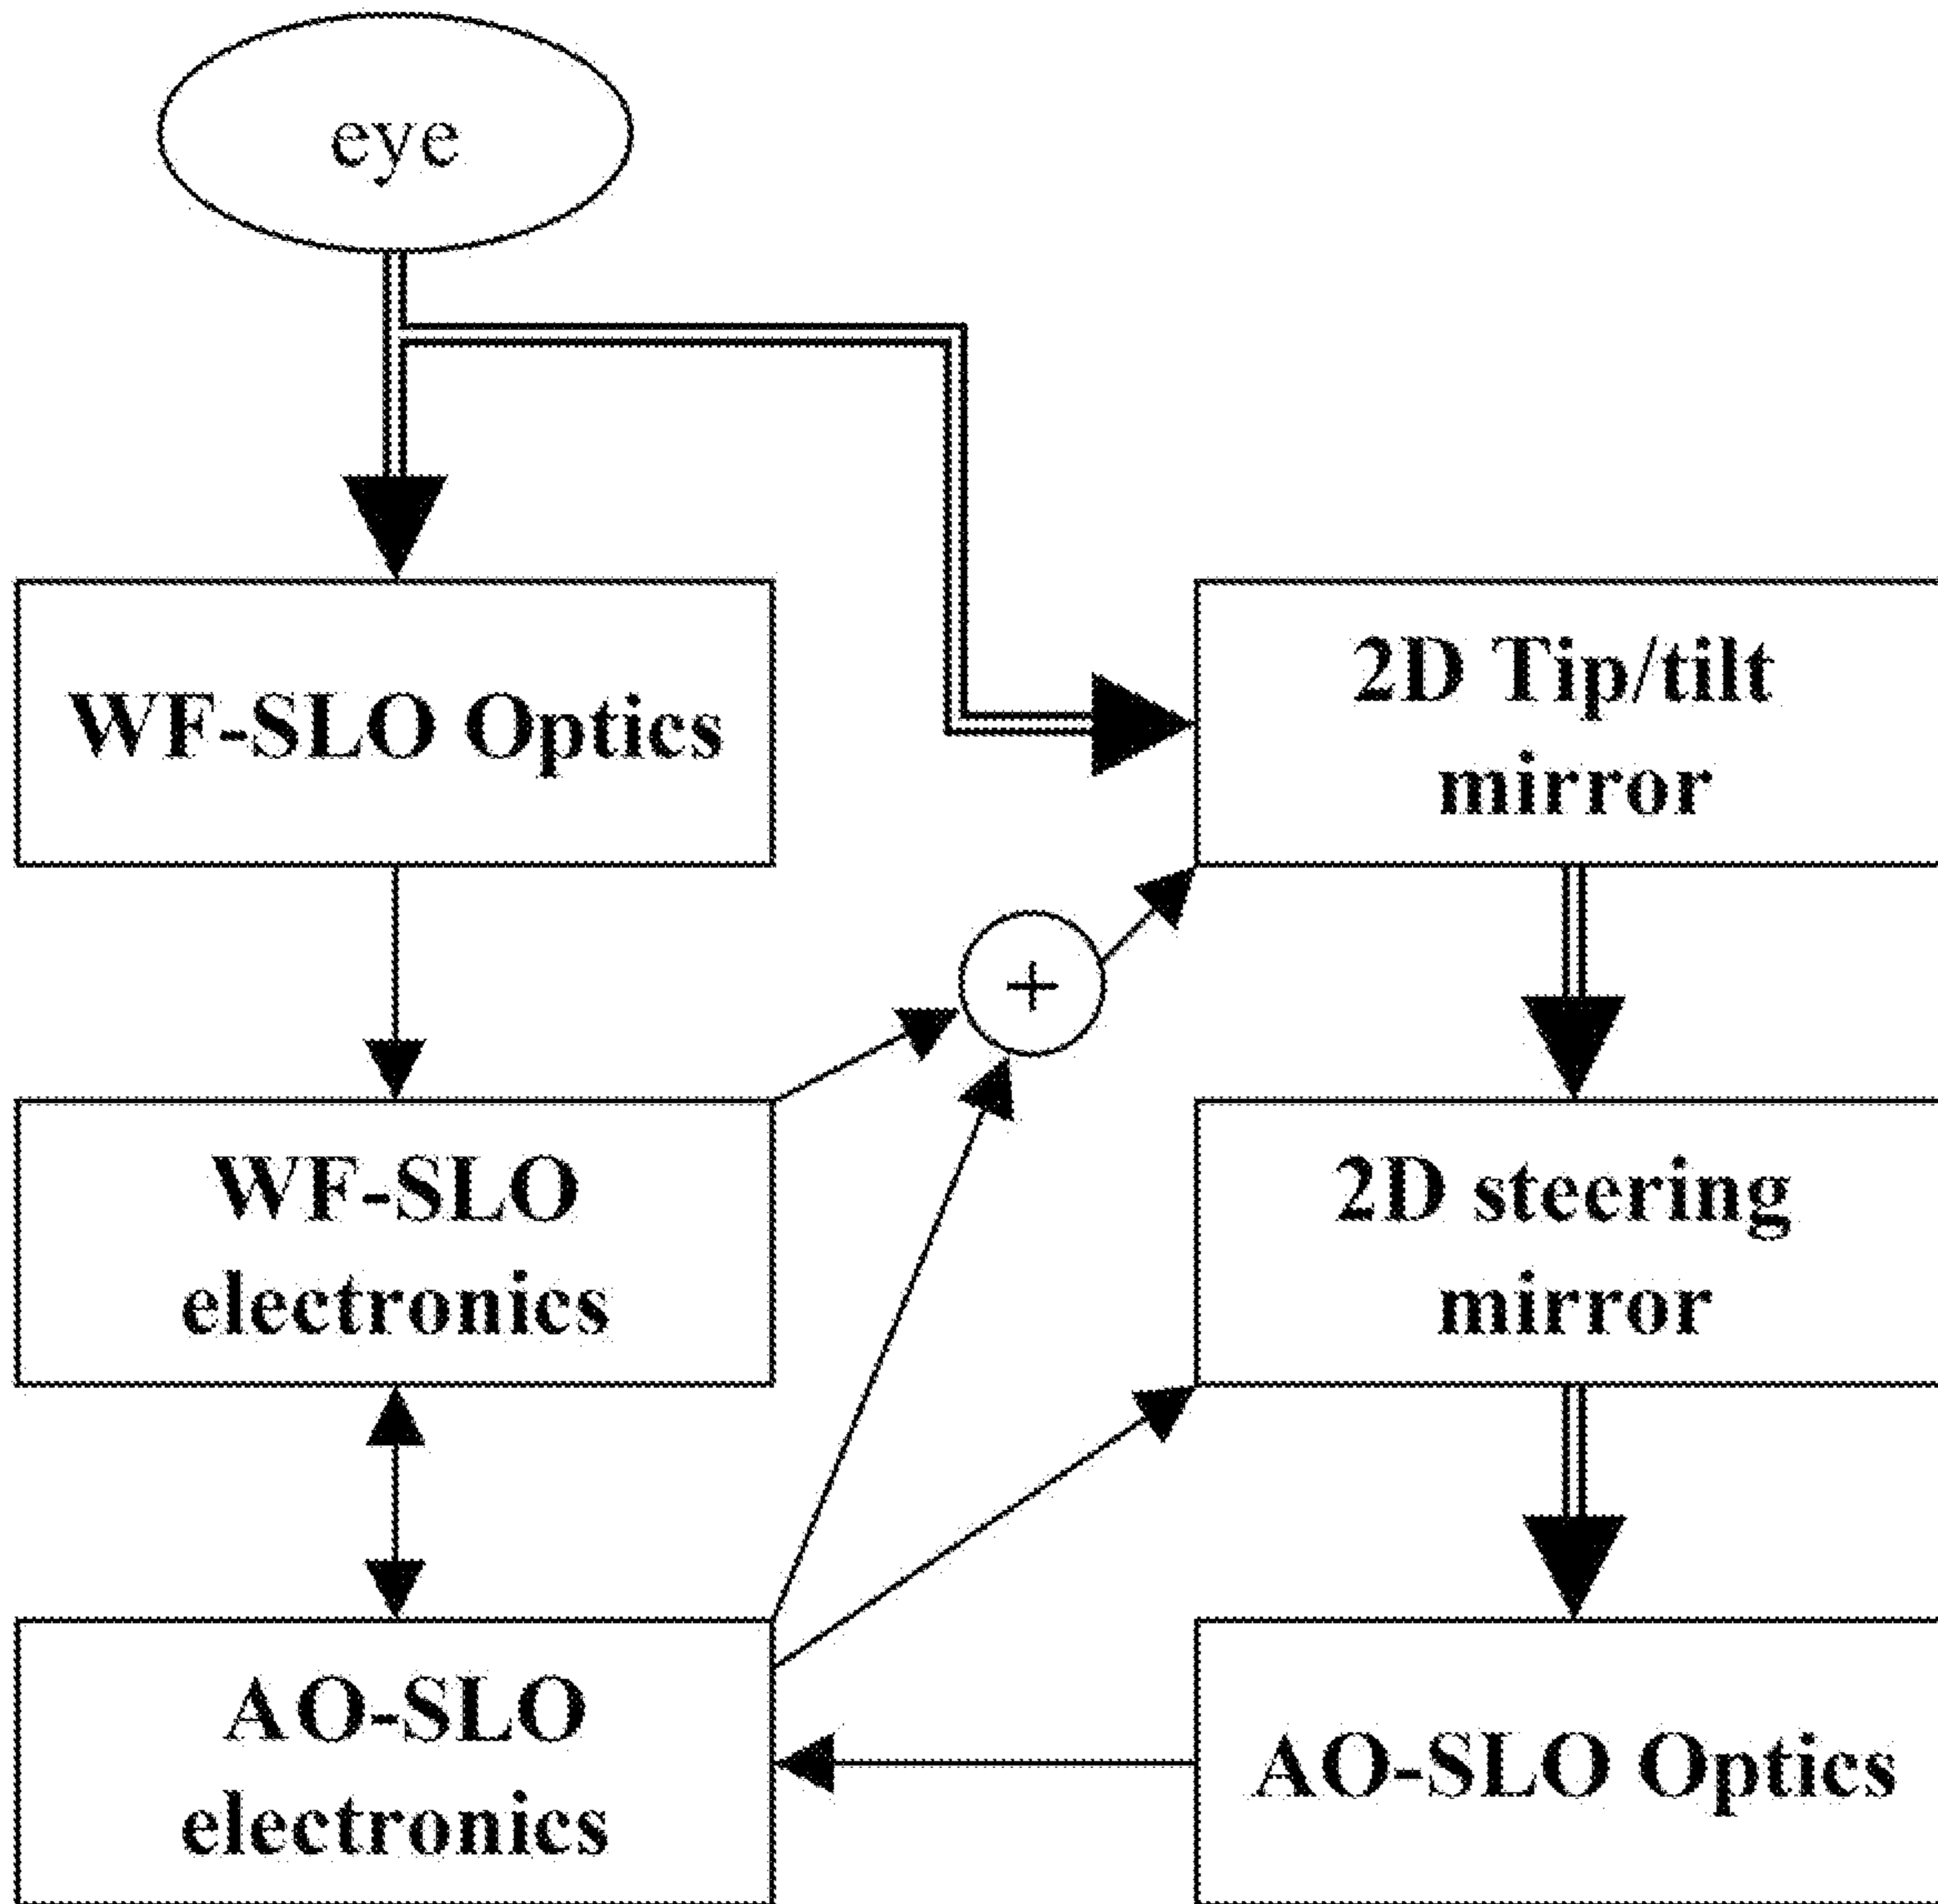 eye
WF-SLO Optics
2D Tip/tilt
mirror
+
WF-SLO
electronics
2D steering
mirror
AO-SLO
electronics
AO-SLO Optics